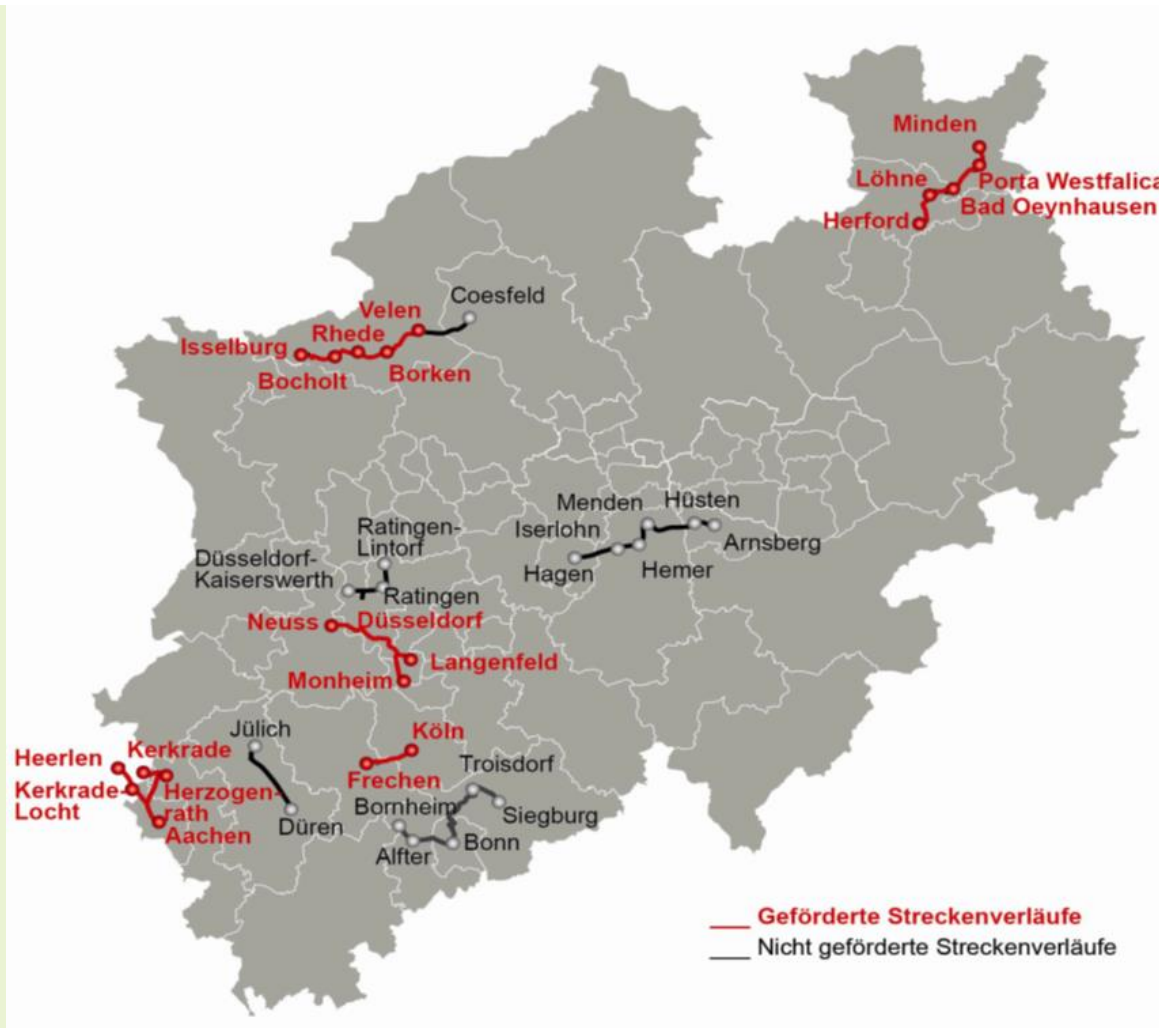 Minden
Löhne
Porta Westfalica
Bad Oeynhausen
Herford
Coesfeld
Velen
Rhede
Isselburg
Borken
Bocholt
Menden
Hüsten
Iserlohn
Arnsberg
Hagen
Hemer
Ratingen-
Lintorf
Düsseldorf-
Kaiserswerth
Ratingen
Neuss
Düsseldorf
Langenfeld
Monheim
Köln
Frechen
Jülich
Düren
Heerlen
Kerkrade
Kerkrade-
Locht
Herzogen-
rath
Aachen
Troisdorf
Bornheim
Siegburg
Alfter
Bonn
Geförderte Streckenverläufe
Nicht geförderte Streckenverläufe